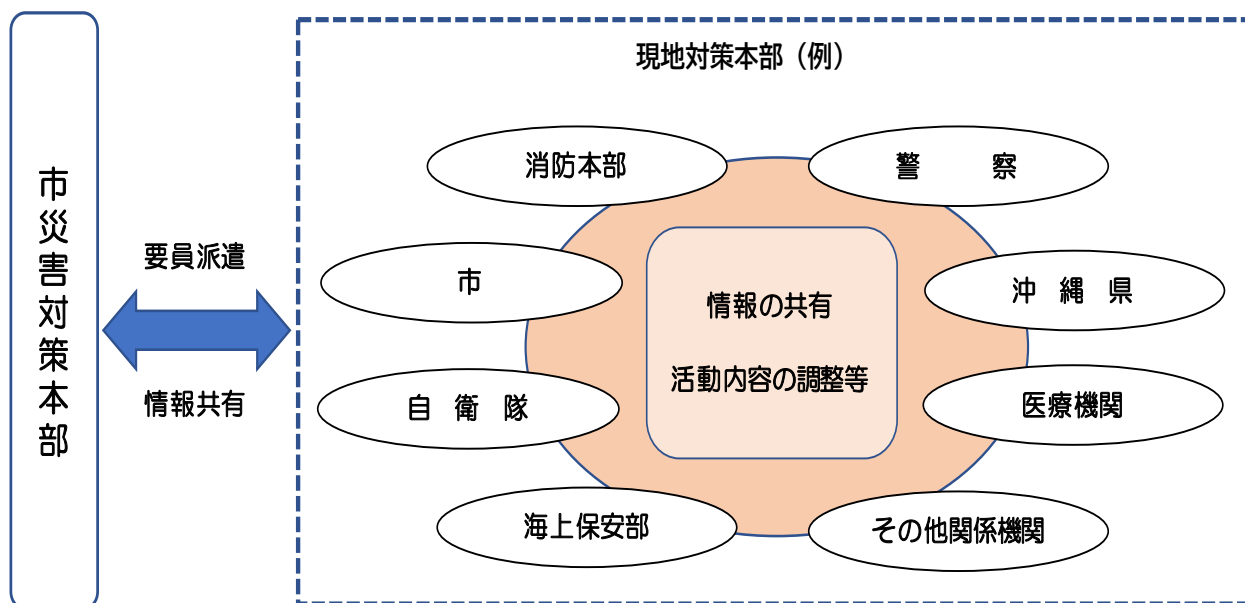 市災害対策本部
要員派遣
情報共有
現地対策本部（例）
消防本部
警　察
市
沖　縄　県
情報の共有
活動内容の調整等
自　衛　隊
医療機関
海上保安部
その他関係機関